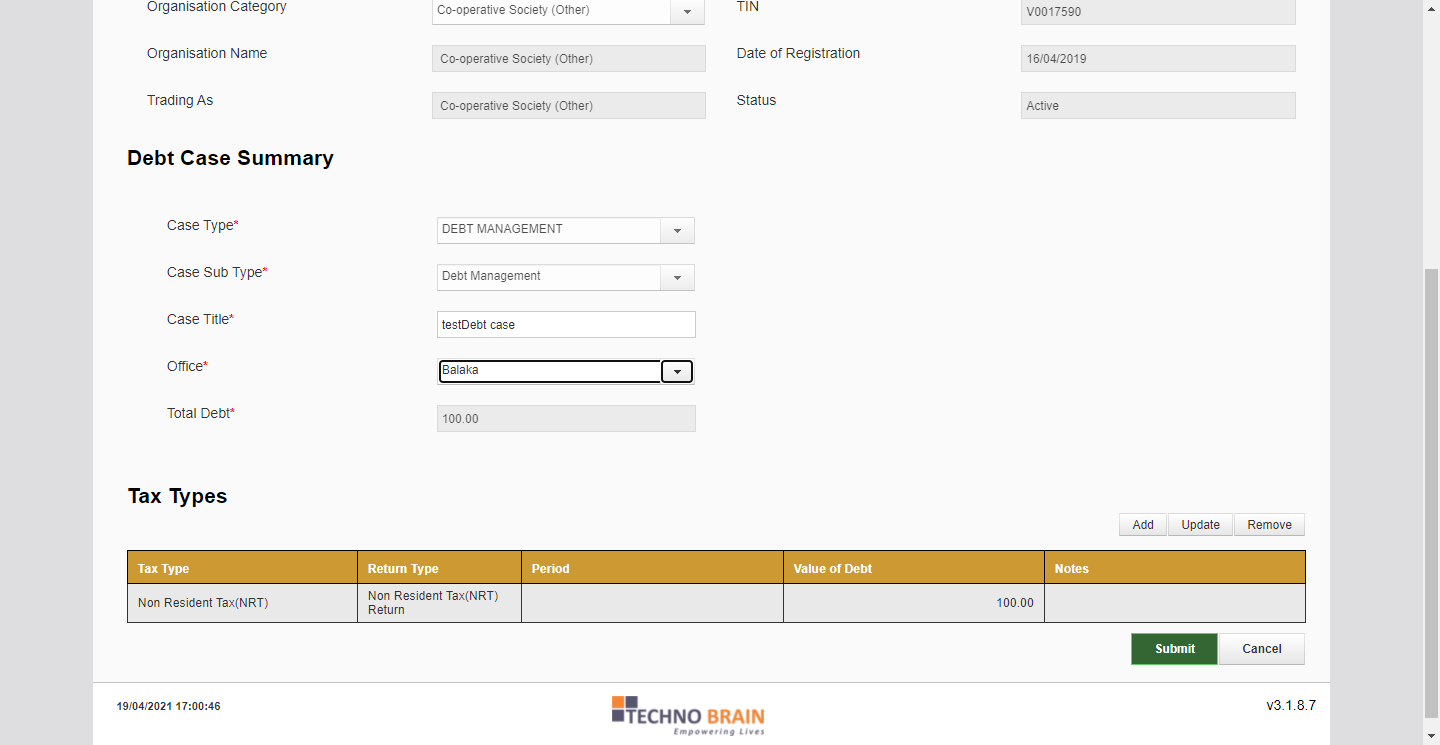 Organisation Category Co-operative Society (Other) TIN V0017590
Organisation Name Co-operative Society (Other) Date of Registration 16/04/2019
Trading As Co-operative Society (Other) Status Active
Debt Case Summary
Case Type* DEBT MANAGEMENT
Case Sub Type* Debt Management
Case Title* testDebt case
Office* Balaka
Total Debt* 100.00
Tax Types
Add Update Remove
Tax Type Return Type Period Value of Debt Notes
Non Resident Tax(NRT) Non Resident Tax(NRT) 100.00
Return
Submit Cancel
19/04/2021 17:00:46 TECHNO BRAIN v3.1.8.7
Empowering Lives